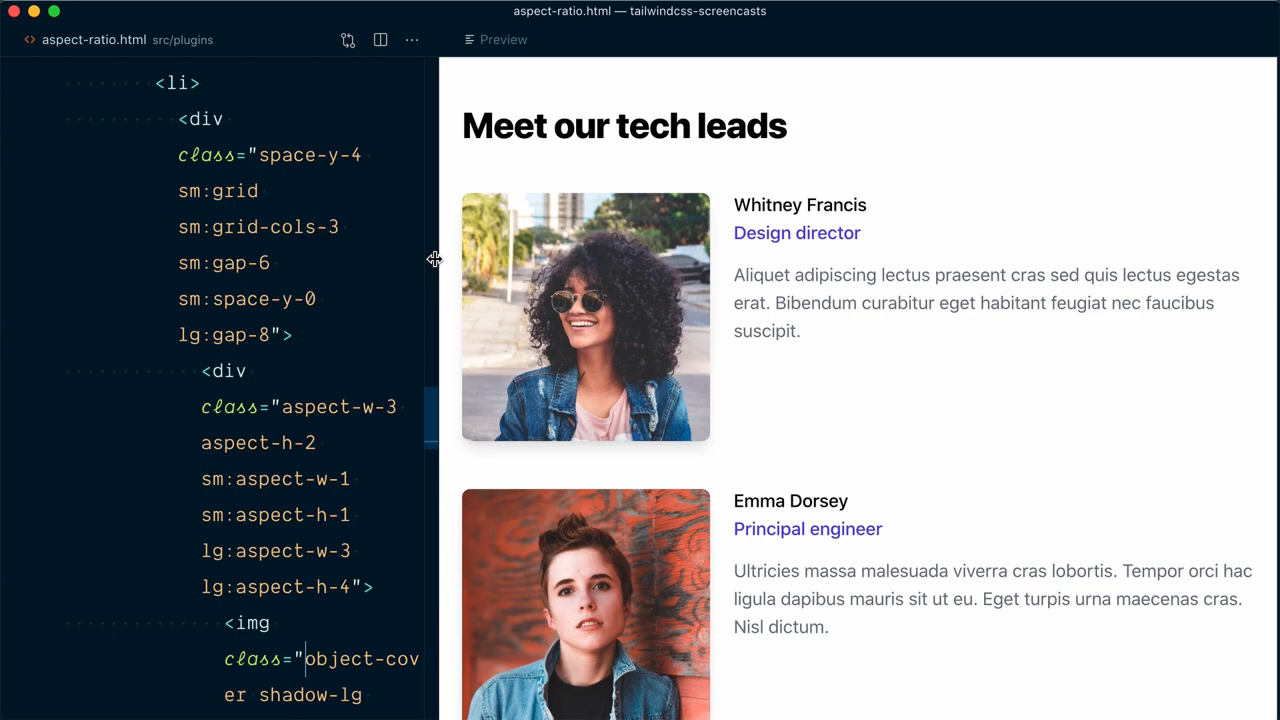 aspect-ratio.html — tailwindcss-screencasts
<> aspect-ratio.html src/plugins
Preview
<li>
<div
class="space-y-4
sm:grid
sm:grid-cols-3
sm:gap-6
sm:space-y-0
lg:gap-8">
<div
class="aspect-w-3
aspect-h-2
sm:aspect-w-1
sm:aspect-h-1
lg:aspect-w-3
lg:aspect-h-4">
<img
class="object-cov
er shadow-lg
Meet our tech leads
Whitney Francis
Design director
Aliquet adipiscing lectus praesent cras sed quis lectus egestas
erat. Bibendum curabitur eget habitant feugiat nec faucibus
suscipit.
Emma Dorsey
Principal engineer
Ultricies massa malesuada viverra cras lobortis. Tempor orci hac
ligula dapibus mauris sit ut eu. Eget turpis urna maecenas cras.
Nisl dictum.